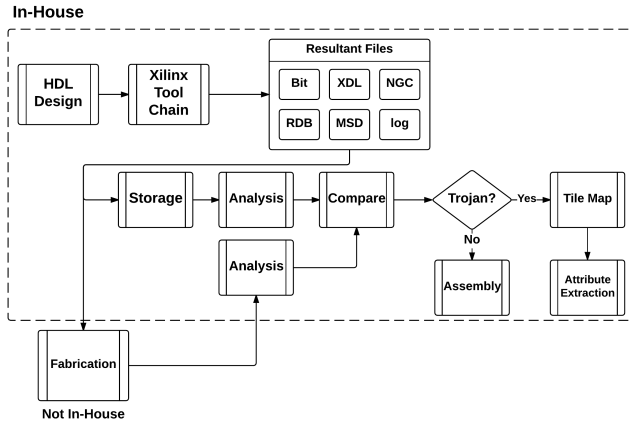 In-House
HDL
Design
Xilinx
Tool
Chain
Resultant Files
Bit
XDL
NGC
RDB
MSD
log
Storage
Analysis
Compare
Trojan?
Yes
Tile Map
No
Analysis
Assembly
Attribute
Extraction
Fabrication
Not In-House